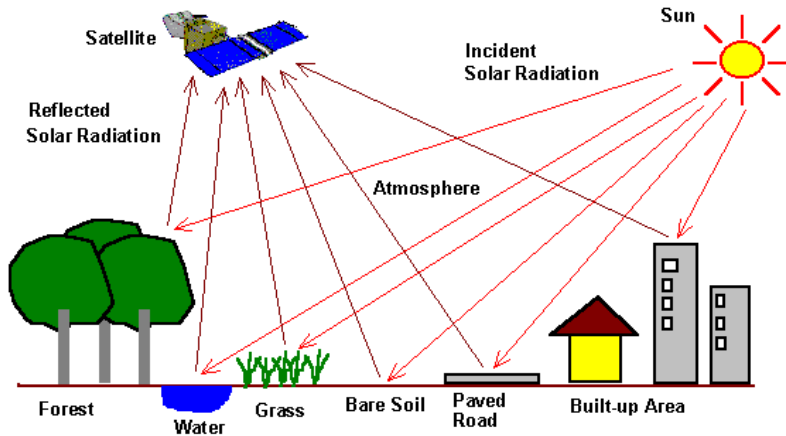 Satellite
Sun
Incident
Solar Radiation
Reflected
Solar Radiation
Atmosphere
Forest
Water
Grass
Bare Soil
Paved
Road
Built-up Area